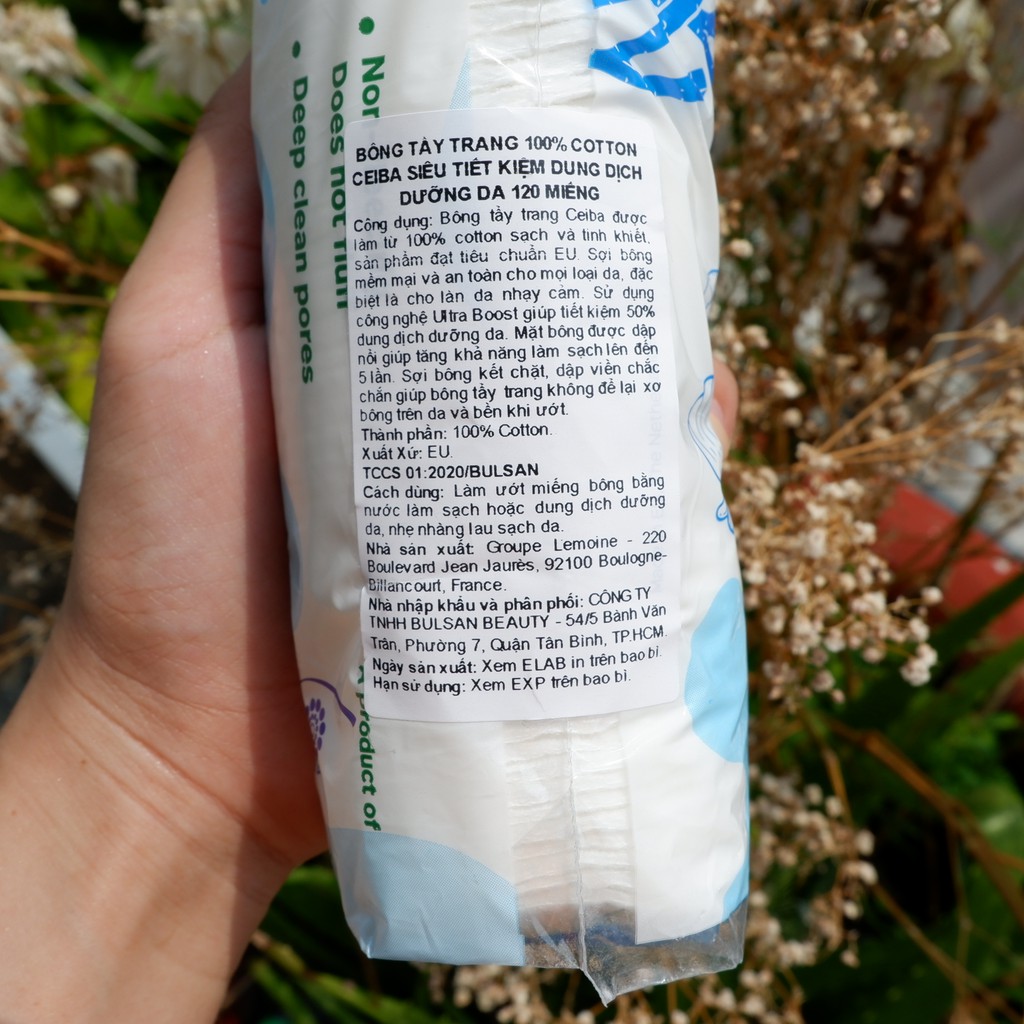 BÔNG TẨY TRANG 100% COTTON
CEIBA SIÊU TIẾT KIỆM DUNG DỊCH
DƯỠNG DA 120 MIẾNG
Công dụng: Bông tẩy trang Ceiba được
làm từ 100% cotton sạch và tinh khiết,
sản phẩm đạt tiêu chuẩn EU. Sợi bông
mềm mại và an toàn cho mọi loại da, đặc
biệt là cho làn da nhạy cảm. Sử dụng
công nghệ Ultra Boost giúp tiết kiệm 50%
dung dịch dưỡng da. Mặt bông được dập
nổi giúp tăng khả năng làm sạch lên đến
5 lần. Sợi bông kết chặt, dập viền chắc
chắn giúp bông tẩy trang không để lại xơ
bông trên da và bền khi ướt.
Thành phần: 100% Cotton.
Xuất Xứ: EU.
TCCS 01:2020/BULSAN
Cách dùng: Làm ướt miếng bông bằng
nước làm sạch hoặc dung dịch dưỡng
da, nhẹ nhàng lau sạch da.
Nhà sản xuất: Groupe Lemoine - 220
Boulevard Jean Jaurès, 92100 Boulogne-
Billancourt, France.
Nhà nhập khẩu và phân phối: CÔNG TY
TNHH BULSAN BEAUTY - 54/5 Bành Văn
Trân, Phường 7, Quận Tân Bình, TP.HCM.
Ngày sản xuất: Xem ELAB in trên bao bì.
Hạn sử dụng: Xem EXP trên bao bì.
Does not fluff
• Deep clean pores
product of